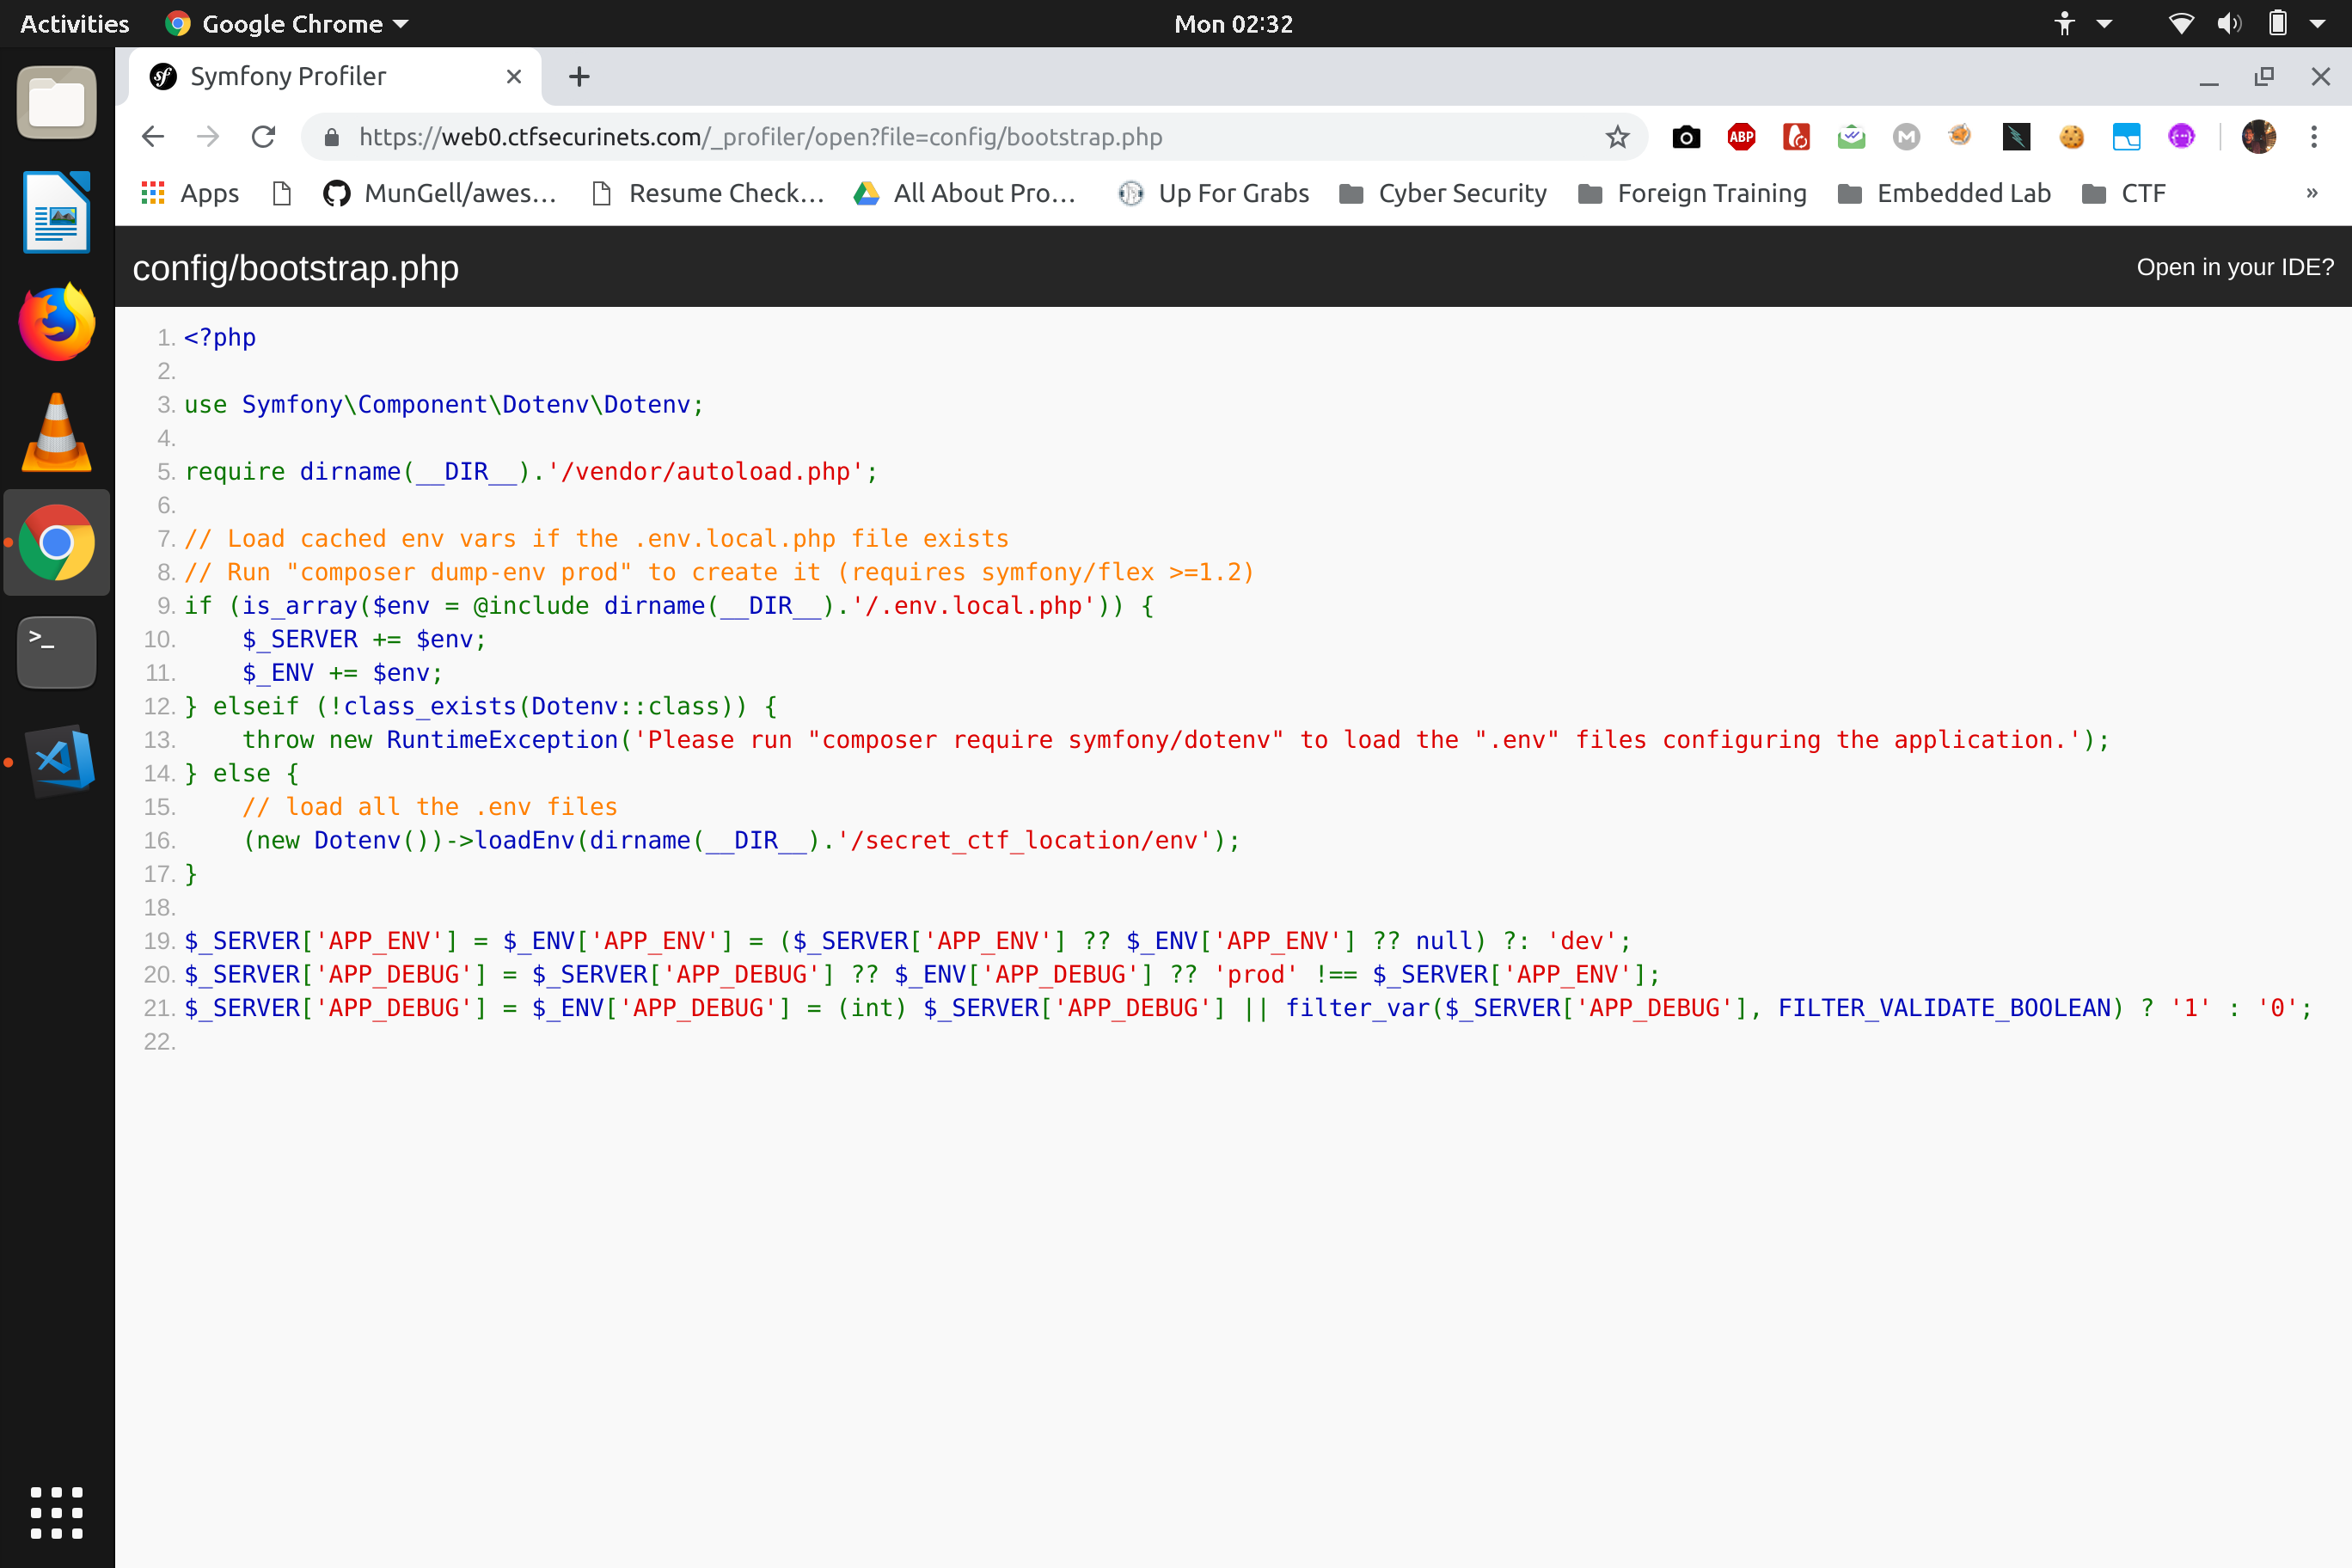 Activities Google Chrome Mon 02:32
Symfony Profiler
https://web0.ctfsecurinets.com/_profiler/open?file=config/bootstrap.php
ABP
M
Apps MunGell/awes… Resume Check… All About Pro… Up For Grabs Cyber Security Foreign Training Embedded Lab CTF »
config/bootstrap.php Open in your IDE?
1. <?php
2.
3. use Symfony\Component\Dotenv\Dotenv;
4.
5. require dirname(__DIR__).'/vendor/autoload.php';
6.
7. // Load cached env vars if the .env.local.php file exists
8. // Run "composer dump-env prod" to create it (requires symfony/flex >=1.2)
9. if (is_array($env = @include dirname(__DIR__).'/.env.local.php')) {
10.     $_SERVER += $env;
11.     $_ENV += $env;
12. } elseif (!class_exists(Dotenv::class)) {
13.     throw new RuntimeException('Please run "composer require symfony/dotenv" to load the ".env" files configuring the application.');
14. } else {
15.     // load all the .env files
16.     (new Dotenv())->loadEnv(dirname(__DIR__).'/secret_ctf_location/env');
17. }
18.
19. $_SERVER['APP_ENV'] = $_ENV['APP_ENV'] = ($_SERVER['APP_ENV'] ?? $_ENV['APP_ENV'] ?? null) ?: 'dev';
20. $_SERVER['APP_DEBUG'] = $_SERVER['APP_DEBUG'] ?? $_ENV['APP_DEBUG'] ?? 'prod' !== $_SERVER['APP_ENV'];
21. $_SERVER['APP_DEBUG'] = $_ENV['APP_DEBUG'] = (int) $_SERVER['APP_DEBUG'] || filter_var($_SERVER['APP_DEBUG'], FILTER_VALIDATE_BOOLEAN) ? '1' : '0';
22.